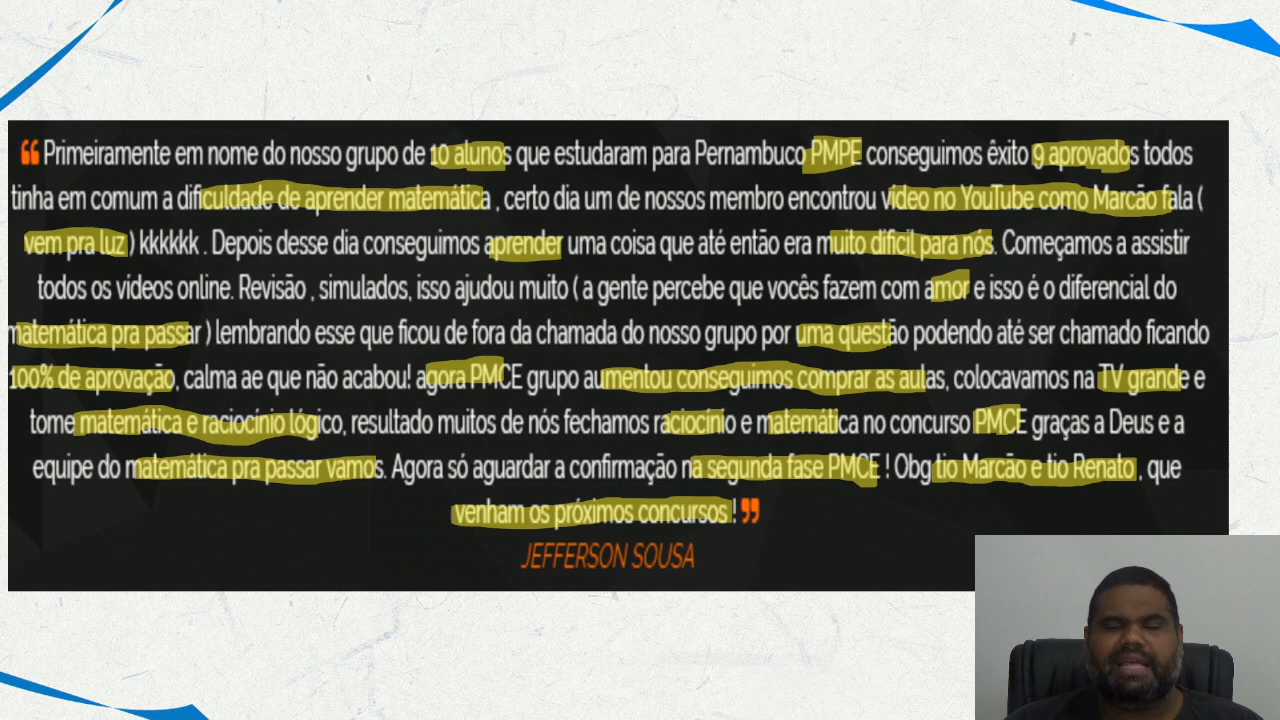 ❝ Primeiramente em nome do nosso grupo de 10 alunos que estudaram para Pernambuco PMPE conseguimos êxito 9 aprovados todos
tinha em comum a dificuldade de aprender matemática , certo dia um de nossos membro encontrou vídeo no YouTube como Marcão fala (
vem pra luz ) kkkkkk . Depois desse dia conseguimos aprender uma coisa que até então era muito difícil para nós. Começamos a assistir
todos os vídeos online. Revisão , simulados, isso ajudou muito ( a gente percebe que vocês fazem com amor e isso é o diferencial do
matemática pra passar ) lembrando esse que ficou de fora da chamada do nosso grupo por uma questão podendo até ser chamado ficando
100% de aprovação, calma ae que não acabou! agora PMCE grupo aumentou conseguimos comprar as aulas, colocavamos na TV grande e
tome matemática e raciocínio lógico, resultado muitos de nós fechamos raciocínio e matemática no concurso PMCE graças a Deus e a
equipe do matemática pra passar vamos. Agora só aguardar a confirmação na segunda fase PMCE ! Obg tio Marcão e tio Renato , que
venham os próximos concursos ! ❞
JEFFERSON SOUSA